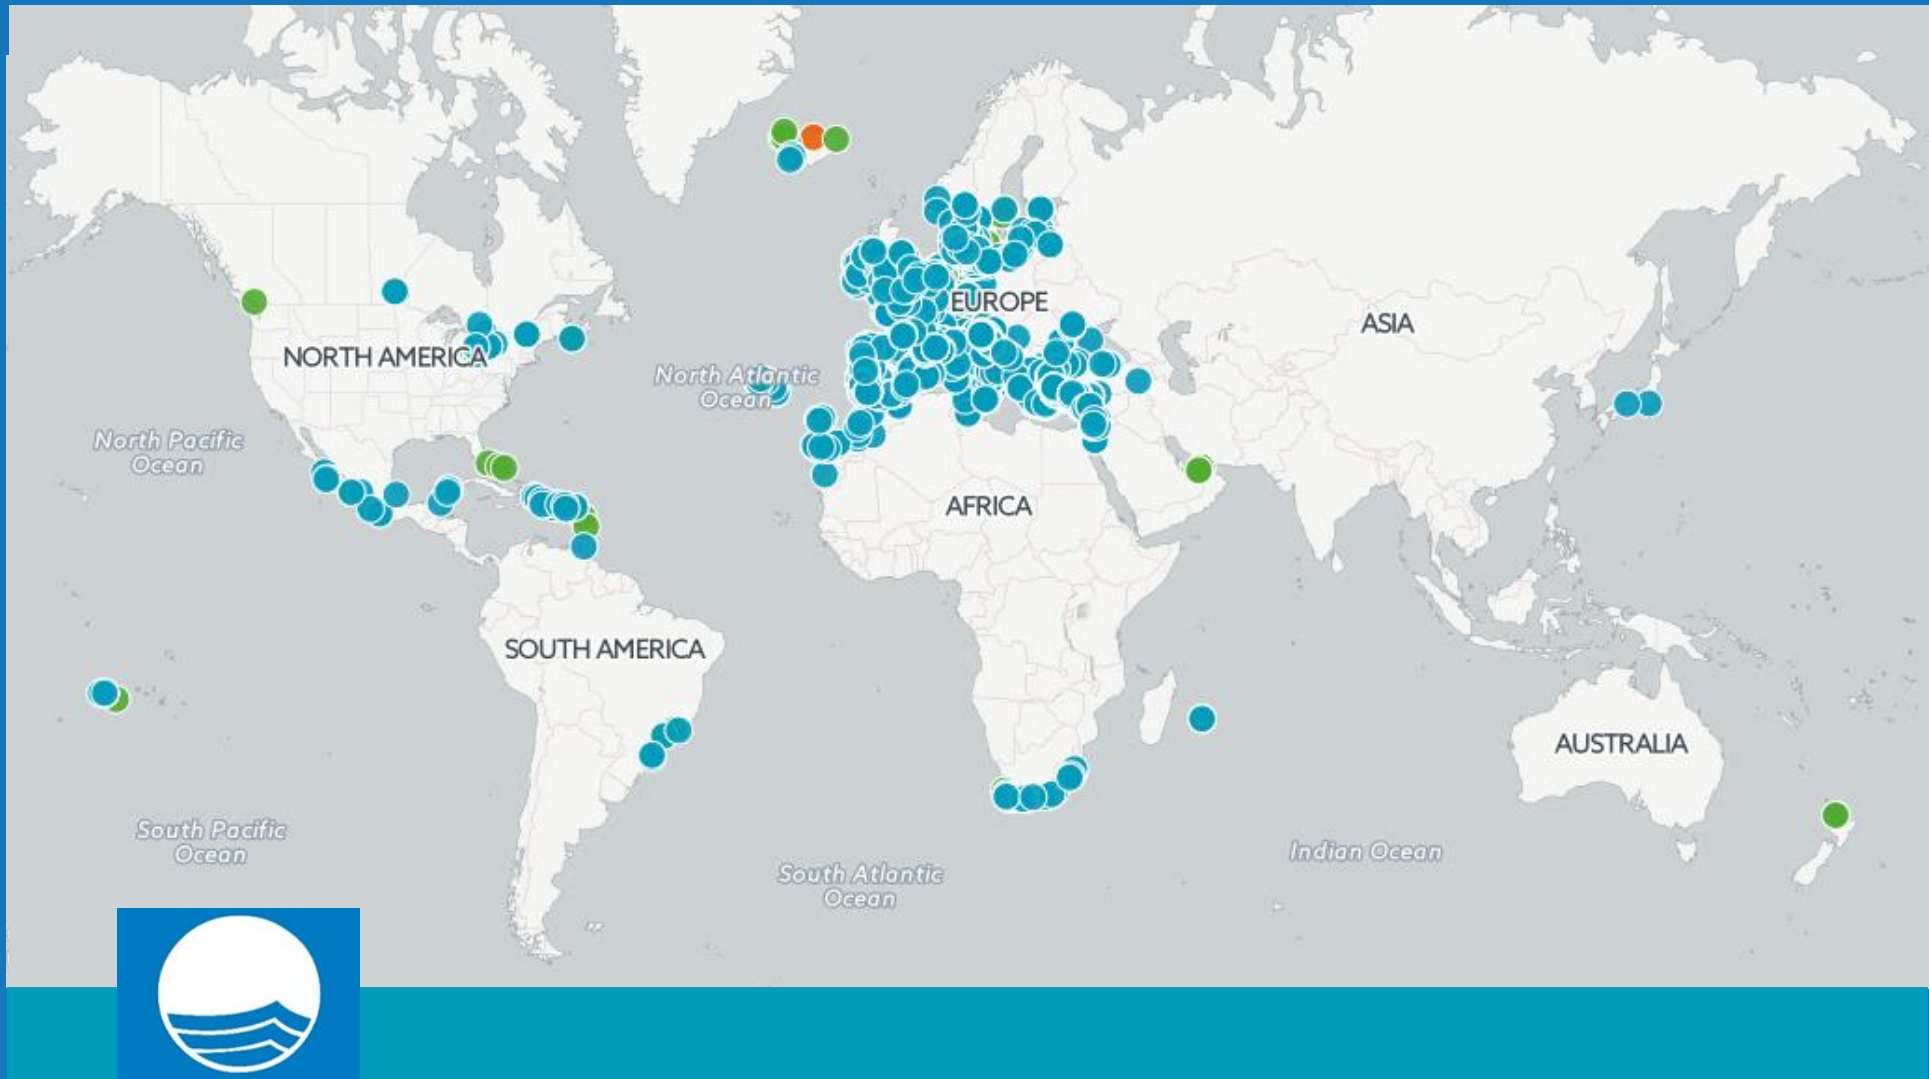 EUROPE
ASIA
NORTH AMERICA
North Atlantic
Ocean
North Pacific
Ocean
AFRICA
SOUTH AMERICA
AUSTRALIA
South Pacific
Ocean
Indian Ocean
South Atlantic
Ocean